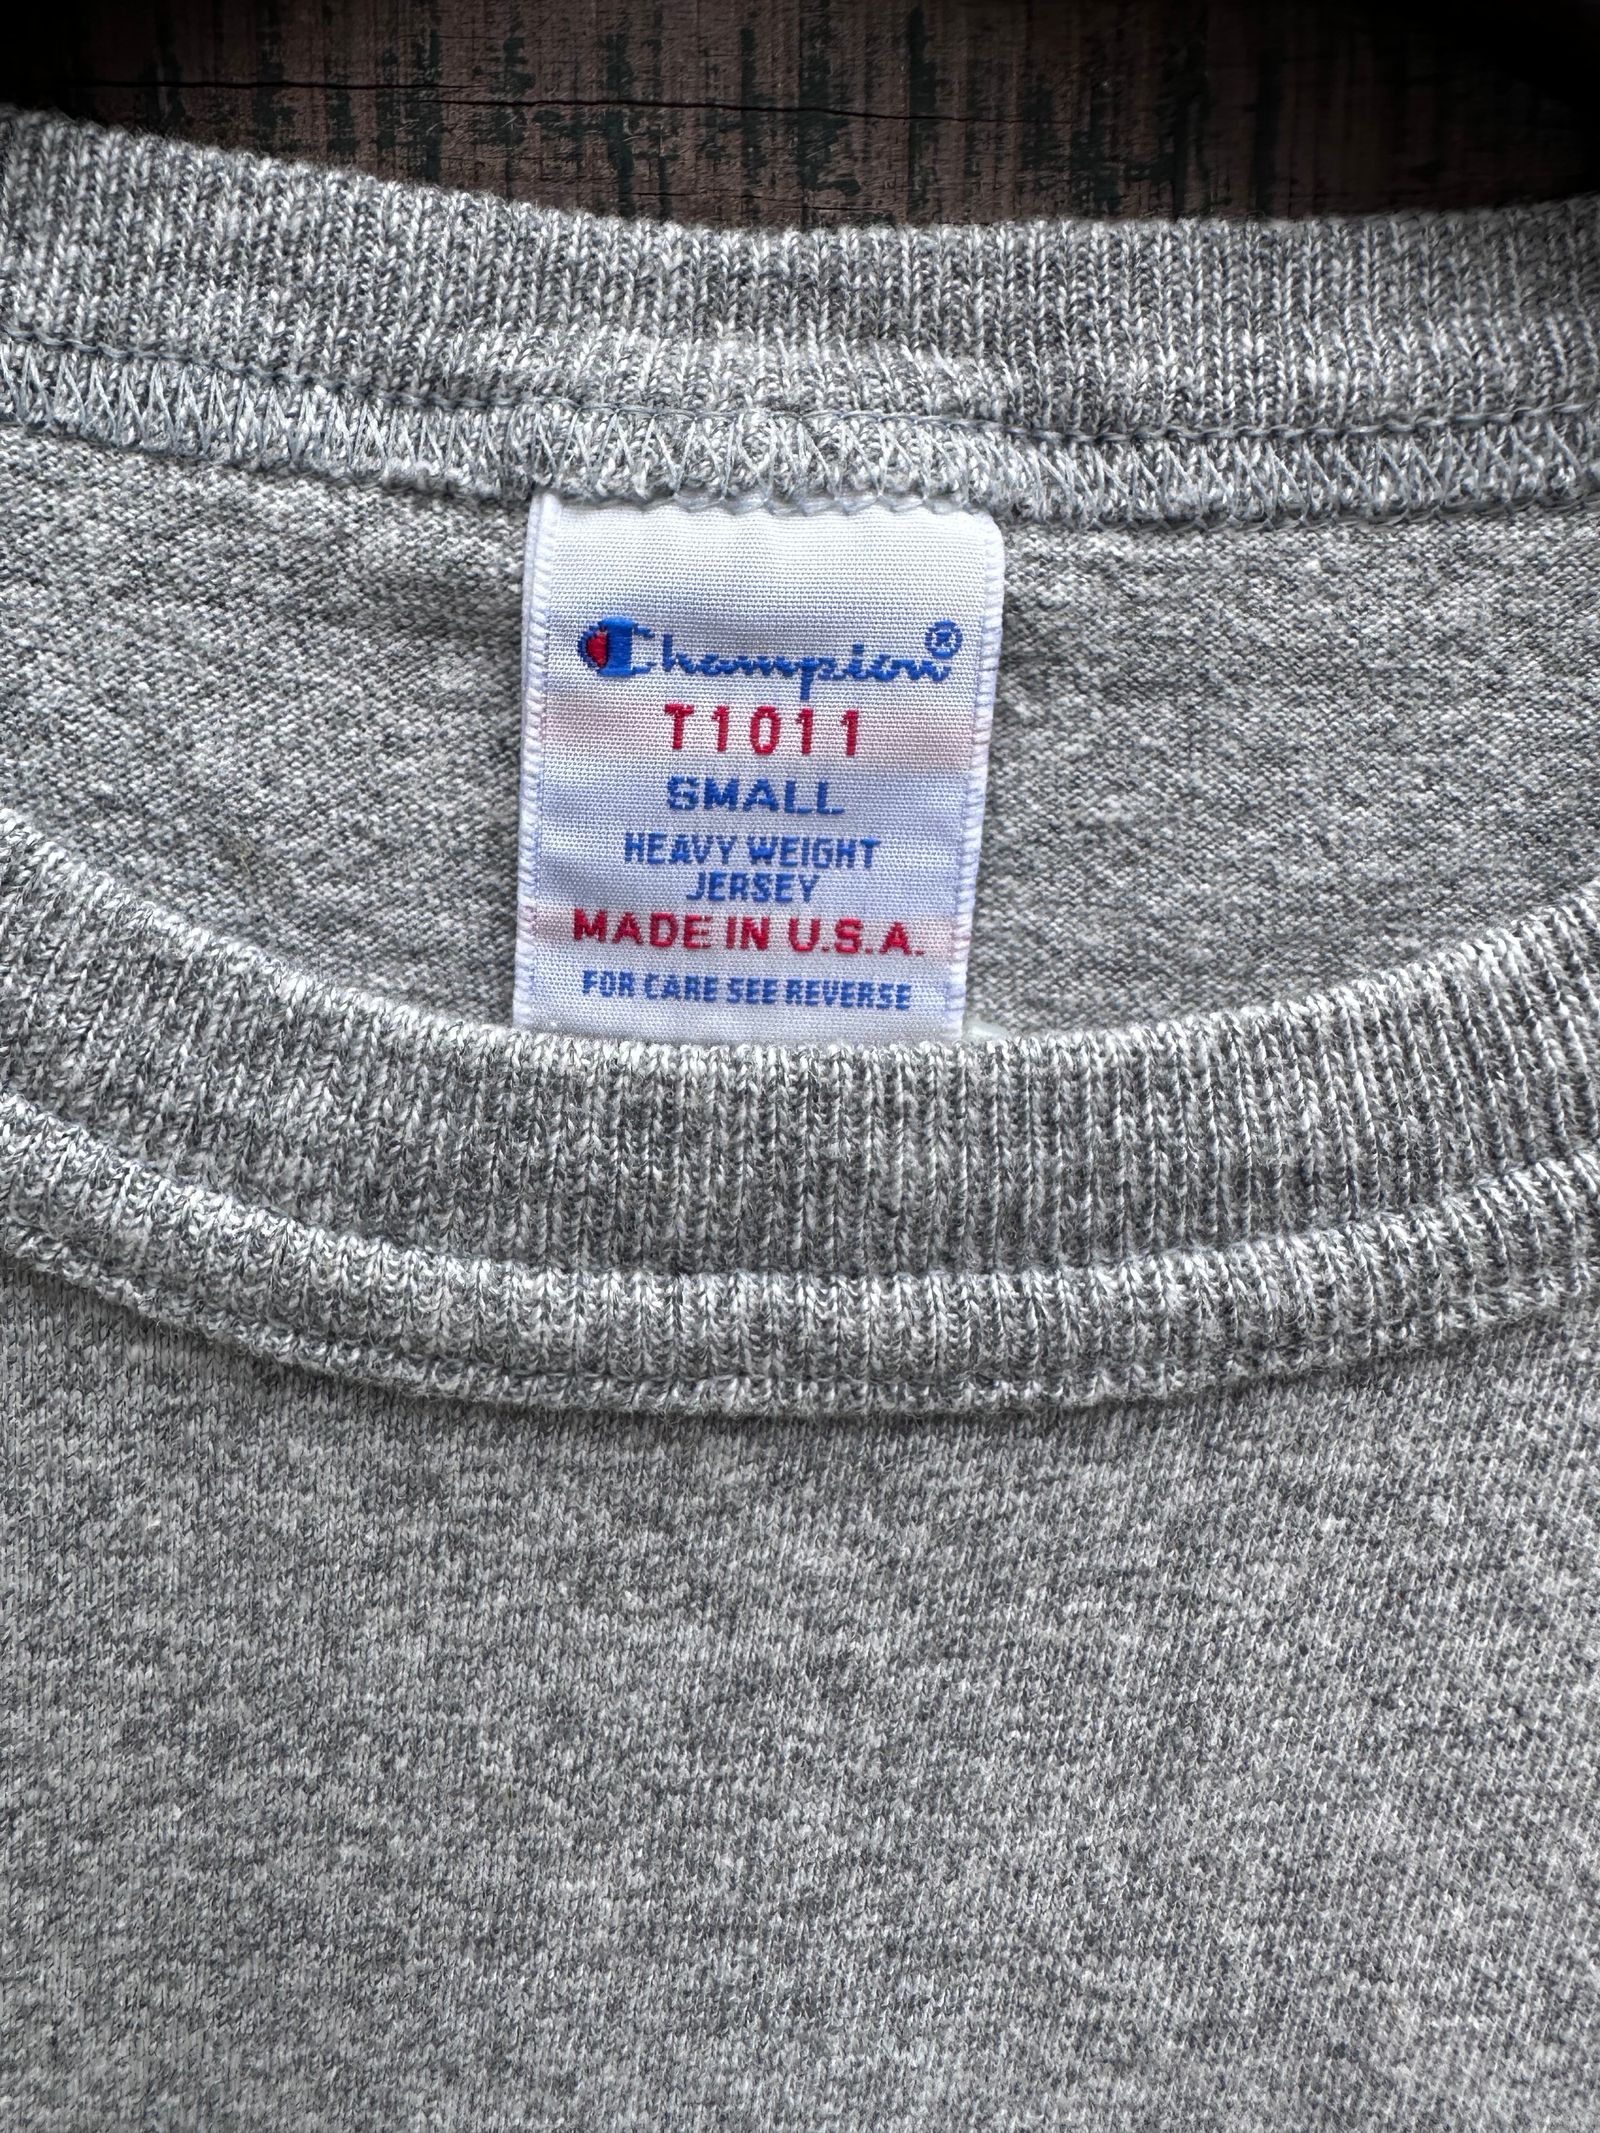 Champion®
T1011
SMALL
HEAVY WEIGHT
JERSEY
MADE IN U.S.A.
FOR CARE SEE REVERSE